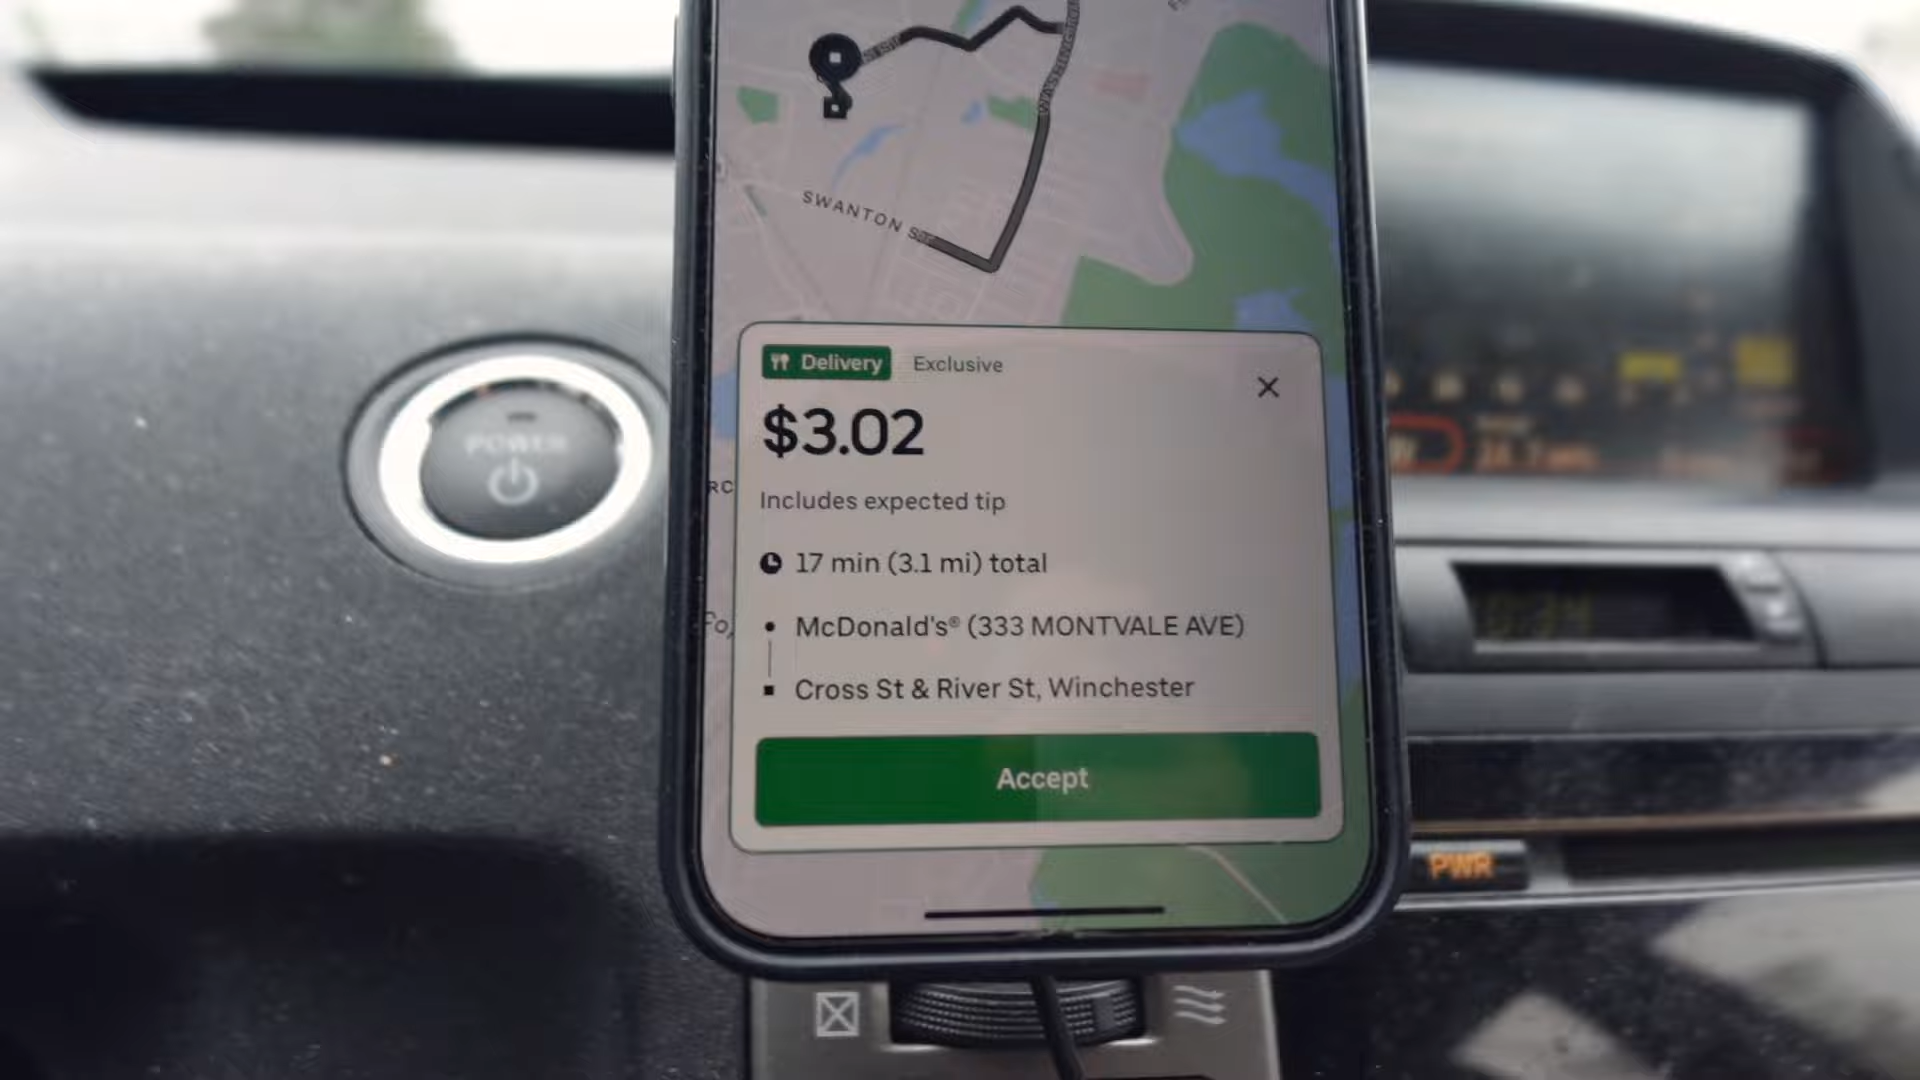 SWANTON ST
Delivery Exclusive
$3.02
Includes expected tip
17 min (3.1 mi) total
McDonald's® (333 MONTVALE AVE)
Cross St & River St, Winchester
Accept
POWER
PWR